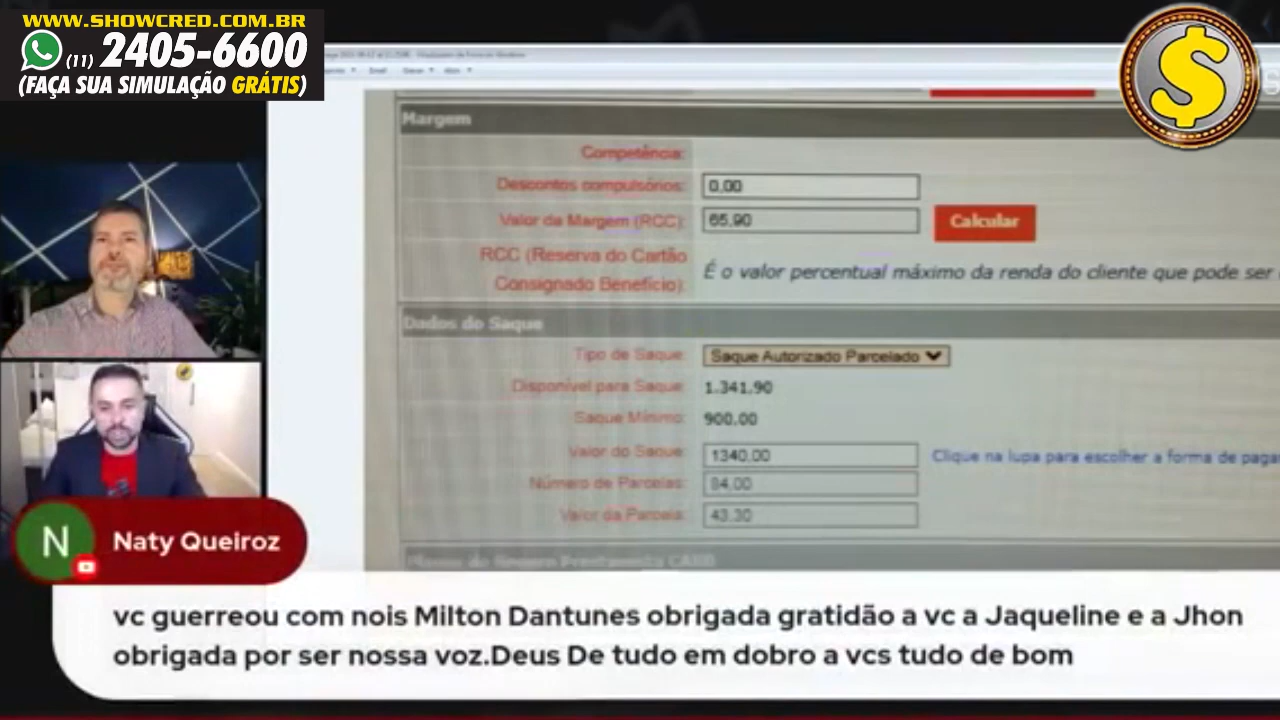 WWW.SHOWCRED.COM.BR
(11) 2405-6600
(FAÇA SUA SIMULAÇÃO GRÁTIS)
$
Margem
Competência:
Descontos compulsórios: 0,00
Valor da Margem (RCC): 65,90 Calcular
RCC (Reserva do Cartão
Consignado Benefício): É o valor percentual máximo da renda do cliente que pode ser
Dados do Saque
Tipo de Saque: Saque Autorizado Parcelado
Disponível para Saque: 1.341,90
Saque Mínimo: 900,00
Valor do Saque: 1340,00 Clique na lupa para escolher a forma de paga
Número de Parcelas: 84,00
Valor da Parcela: 43,30
N Naty Queiroz
vc guerreou com nois Milton Dantunes obrigada gratidão a vc a Jaqueline e a Jhon
obrigada por ser nossa voz.Deus De tudo em dobro a vcs tudo de bom